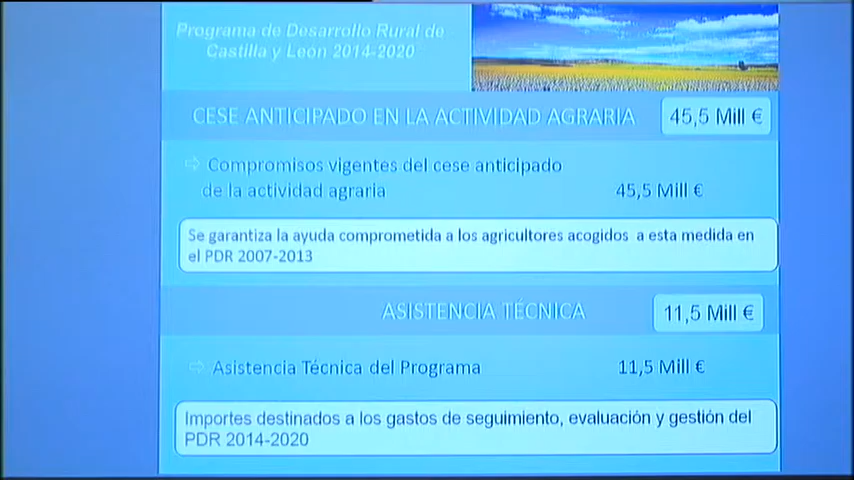 Programa de Desarrollo Rural de
Castilla y León 2014-2020
CESE ANTICIPADO EN LA ACTIVIDAD AGRARIA
45,5 Mill €
Compromisos vigentes del cese anticipado
de la actividad agraria
45,5 Mill €
Se garantiza la ayuda comprometida a los agricultores acogidos a esta medida en
el PDR 2007-2013
ASISTENCIA TÉCNICA
11,5 Mill €
Asistencia Técnica del Programa
11,5 Mill €
Importes destinados a los gastos de seguimiento, evaluación y gestión del
PDR 2014-2020